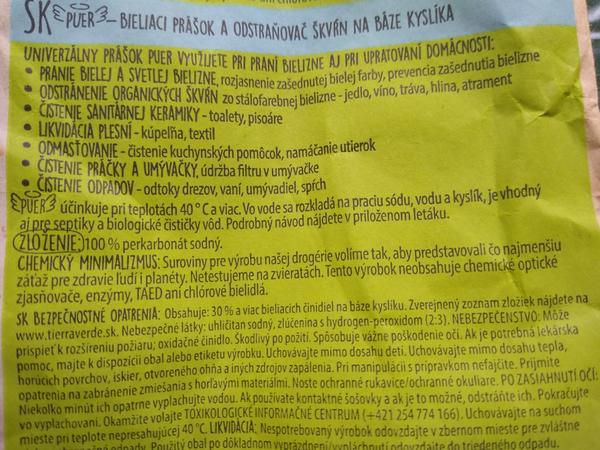 SK PUER – BIELIACI PRÁŠOK A ODSTRAŇOVAČ ŠKVŔN NA BÁZE KYSLÍKA
UNIVERZÁLNY PRÁŠOK PUER VYUŽIJETE PRI PRANÍ BIELIZNE AJ PRI UPRATOVANÍ DOMÁCNOSTI:
• PRANIE BIELEJ A SVETLEJ BIELIZNE, rozjasnenie zašednutej bielej farby, prevencia zašednutia bielizne
• ODSTRÁNENIE ORGANICKÝCH ŠKVŔN zo stálofarebnej bielizne - jedlo, víno, tráva, hlina, atrament
• ČISTENIE SANITÁRNEJ KERAMIKY - toalety, pisoáre
• LIKVIDÁCIA PLESNÍ - kúpeľňa, textil
• ODMASŤOVANIE - čistenie kuchynských pomôcok, namáčanie utierok
• ČISTENIE PRÁČKY A UMÝVAČKY, údržba filtru v umývačke
• ČISTENIE ODPADOV - odtoky drezov, vaní, umývadiel, spŕch
PUER účinkuje pri teplotách 40 °C a viac. Vo vode sa rozkladá na praciu sódu, vodu a kyslík, je vhodný
aj pre septiky a biologické čističky vôd. Podrobný návod nájdete v priloženom letáku.
ZLOŽENIE: 100 % perkarbonát sodný.
CHEMICKÝ MINIMALIZMUS: Suroviny pre výrobu našej drogérie volíme tak, aby predstavovali čo najmenšiu
záťaž pre zdravie ľudí i planéty. Netestujeme na zvieratách. Tento výrobok neobsahuje chemické optické
zjasňovače, enzýmy, TAED ani chlórové bielidlá.
SK BEZPEČNOSTNÉ OPATRENIA: Obsahuje: 30 % a viac bieliacich činidiel na báze kyslíka. Zverejnený zoznam zložiek nájdete na
www.tierraverde.sk. Nebezpečné látky: uhličitan sodný, zlúčenina s hydrogen-peroxidom (2:3). NEBEZPEČENSTVO: Môže
prispieť k rozšíreniu požiaru; oxidačné činidlo. Škodlivý po požití. Spôsobuje vážne poškodenie očí. Ak je potrebná lekárska
pomoc, majte k dispozícii obal alebo etiketu výrobku. Uchovávajte mimo dosahu detí. Uchovávajte mimo dosahu tepla,
horúcich povrchov, iskier, otvoreného ohňa a iných zdrojov zapálenia. Pri manipulácii s prípravkom nefajčite. Prijmite
opatrenia na zabránenie zmiešania s horľavými materiálmi. Noste ochranné rukavice/ochranné okuliare. PO ZASIAHNUTÍ OČÍ:
Niekoľko minút ich opatrne vyplachujte vodou. Ak používate kontaktné šošovky a ak je to možné, odstráňte ich. Pokračujte
vo vyplachovaní. Okamžite volajte TOXIKOLOGICKÉ INFORMAČNÉ CENTRUM (+421 254 774 166). Uchovávajte na suchom
mieste pri teplote nepresahujúcej 40 °C. LIKVIDÁCIA: Nespotrebovaný výrobok odovzdajte v zbernom mieste pre zvláštne
Použitý obal po dôkladnom vyprázdnení/vypláchnutí odovzdajte do triedeného odpadu.